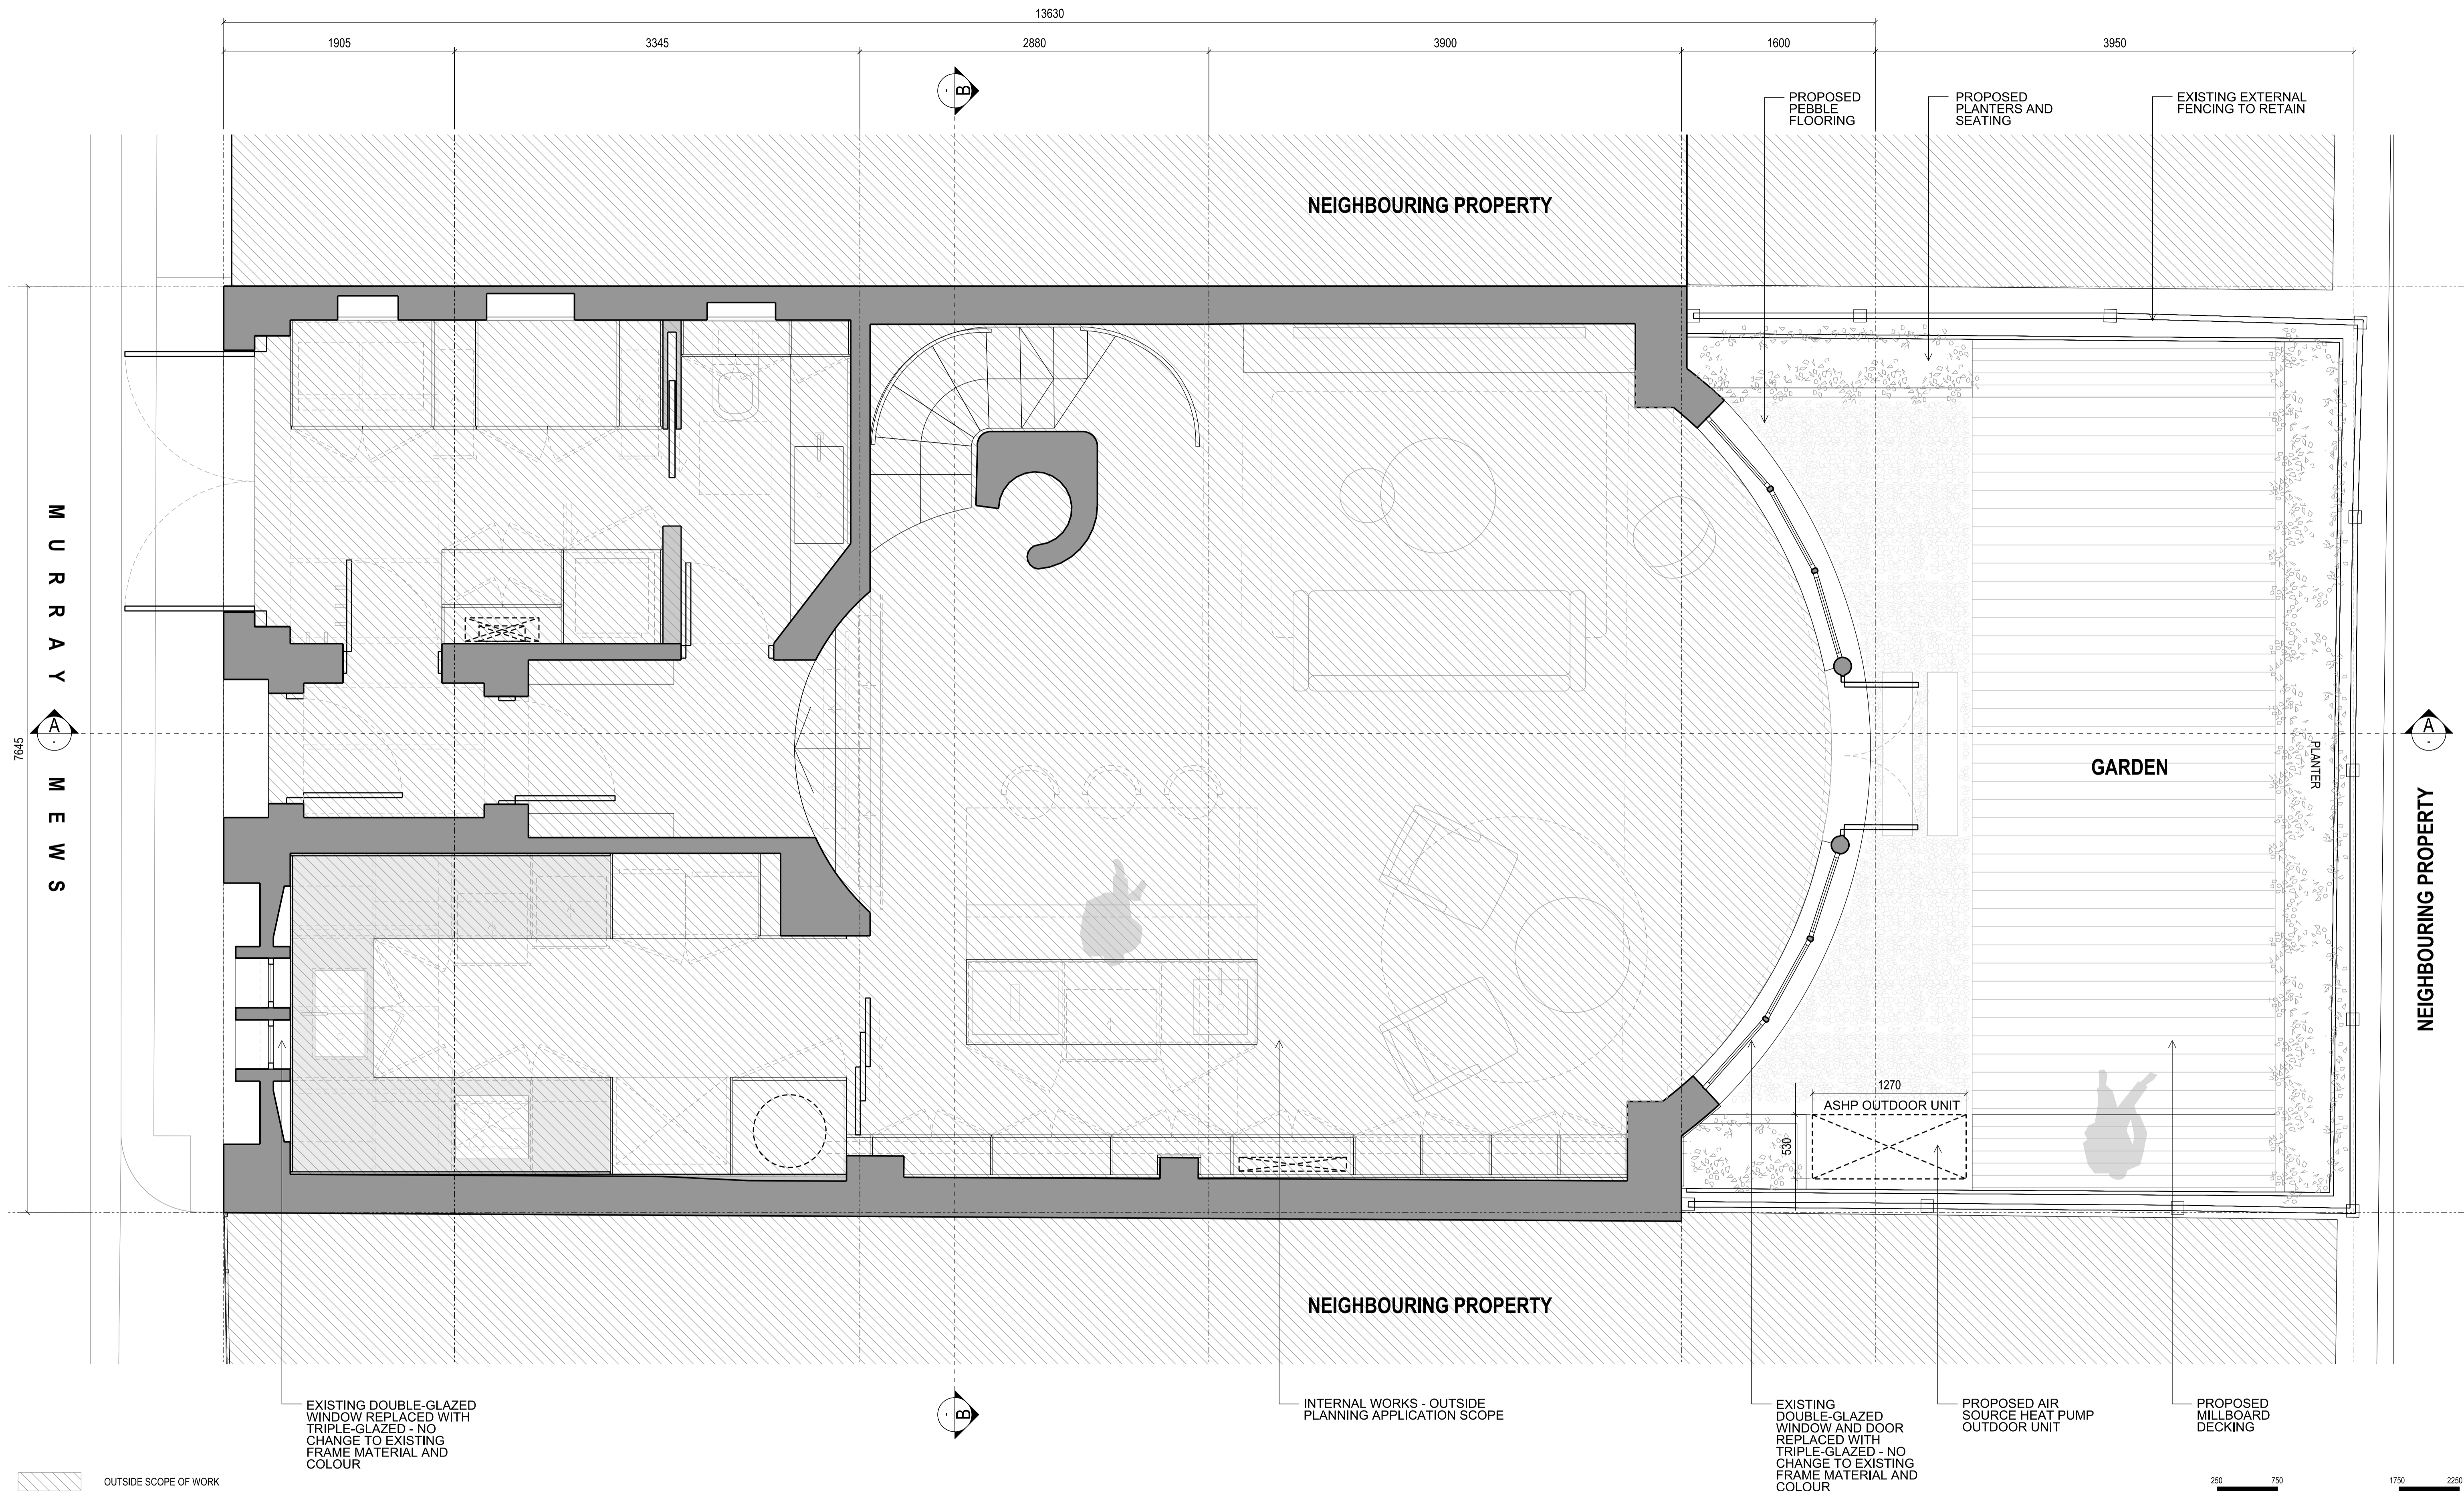 13630
1905
3345
2880
3900
1600
3950
B
PROPOSED
PEBBLE
FLOORING
PROPOSED
PLANTERS AND
SEATING
EXISTING EXTERNAL
FENCING TO RETAIN
NEIGHBOURING PROPERTY
MURRAY MEWS
7645
A
A
GARDEN
PLANTER
NEIGHBOURING PROPERTY
1270
ASHP OUTDOOR UNIT
530
NEIGHBOURING PROPERTY
B
EXISTING DOUBLE-GLAZED
WINDOW REPLACED WITH
TRIPLE-GLAZED - NO
CHANGE TO EXISTING
FRAME MATERIAL AND
COLOUR
INTERNAL WORKS - OUTSIDE
PLANNING APPLICATION SCOPE
EXISTING
DOUBLE-GLAZED
WINDOW AND DOOR
REPLACED WITH
TRIPLE-GLAZED - NO
CHANGE TO EXISTING
FRAME MATERIAL AND
COLOUR
PROPOSED AIR
SOURCE HEAT PUMP
OUTDOOR UNIT
PROPOSED
MILLBOARD
DECKING
OUTSIDE SCOPE OF WORK
250
750
1750
2250